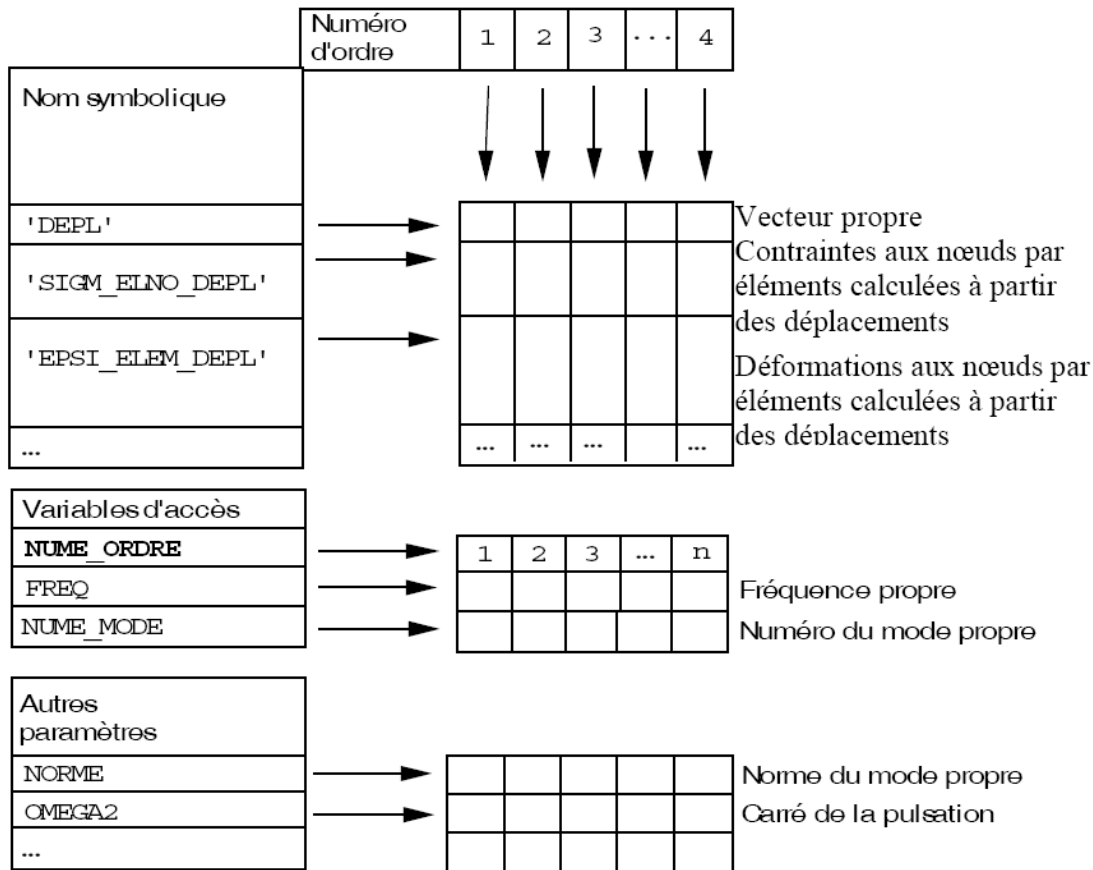 Numéro
d'ordre
1 2 3 ... 4
Nom symbolique
'DEPL'
Vecteur propre
'SIGM_ELNO_DEPL'
Contraintes aux nœuds par
éléments calculées à partir
des déplacements
'EPSI_ELEM_DEPL'
Déformations aux nœuds par
éléments calculées à partir
des déplacements
...
... ... ... ...
Variables d'accès
NUME_ORDRE
1 2 3 ... n
FREQ
Fréquence propre
NUME_MODE
Numéro du mode propre
Autres
paramètres
NORME
Norme du mode propre
OMEGA2
Carré de la pulsation
...